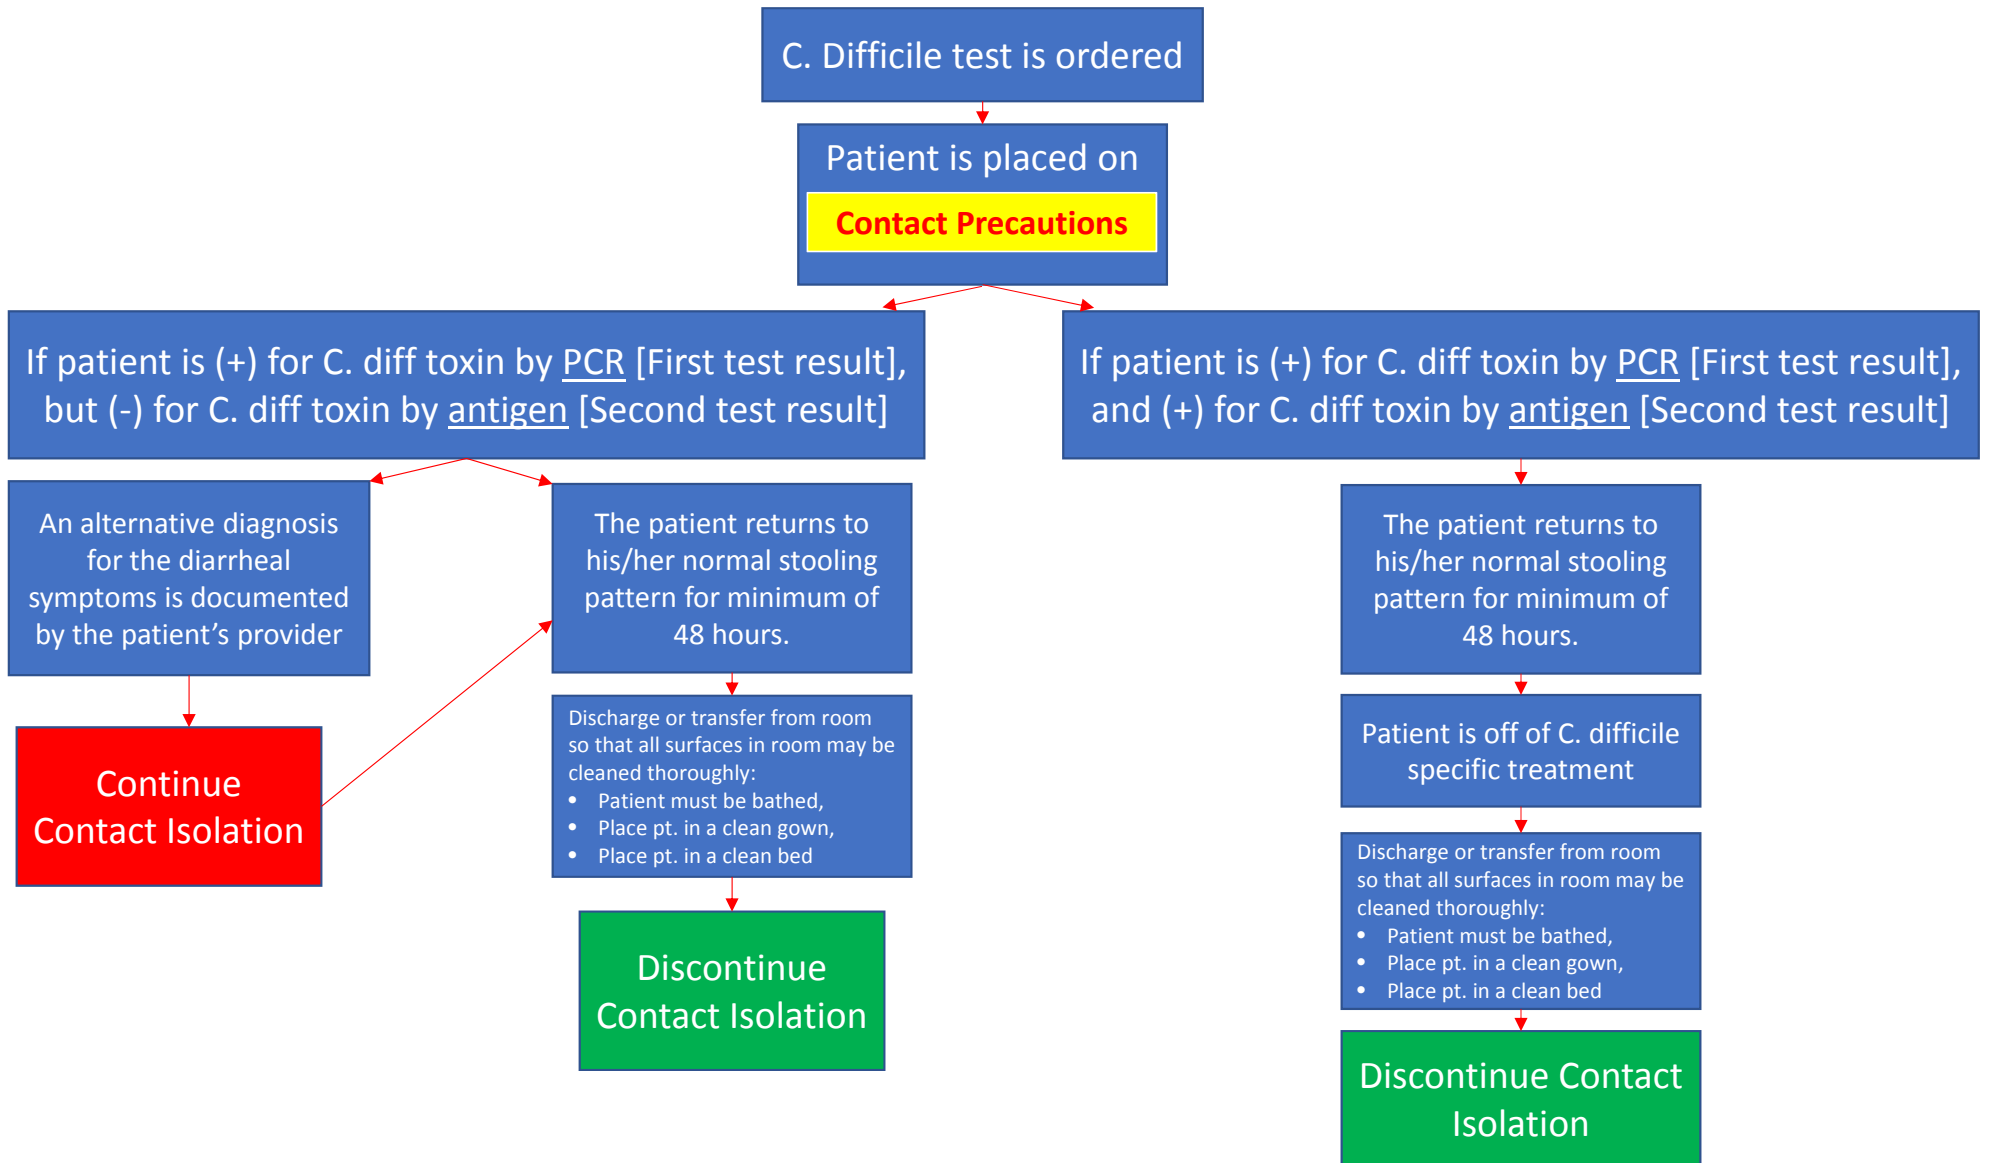 C. Difficile test is ordered
Patient is placed on
Contact Precautions
If patient is (+) for C. diff toxin by PCR [First test result],
but (-) for C. diff toxin by antigen [Second test result]
If patient is (+) for C. diff toxin by PCR [First test result],
and (+) for C. diff toxin by antigen [Second test result]
An alternative diagnosis
for the diarrheal
symptoms is documented
by the patient’s provider
Continue
Contact Isolation
The patient returns to
his/her normal stooling
pattern for minimum of
48 hours.
Discharge or transfer from room
so that all surfaces in room may be
cleaned thoroughly:
• Patient must be bathed,
• Place pt. in a clean gown,
• Place pt. in a clean bed
Discontinue
Contact Isolation
The patient returns to
his/her normal stooling
pattern for minimum of
48 hours.
Patient is off of C. difficile
specific treatment
Discharge or transfer from room
so that all surfaces in room may be
cleaned thoroughly:
• Patient must be bathed,
• Place pt. in a clean gown,
• Place pt. in a clean bed
Discontinue Contact
Isolation